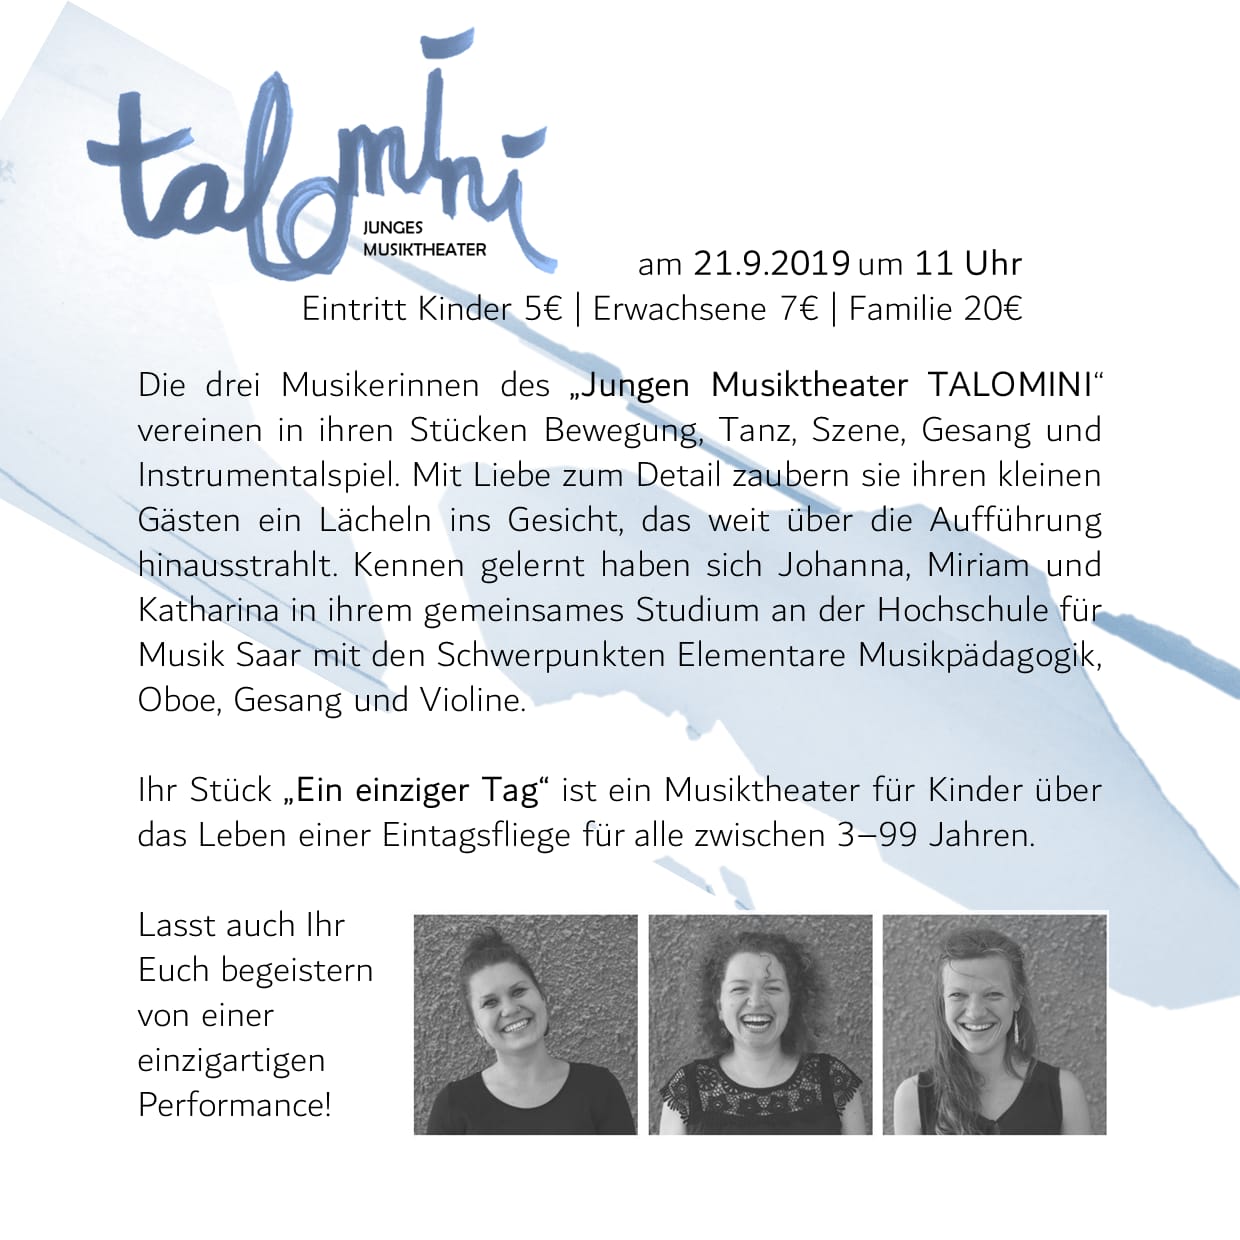 talomini
JUNGES
MUSIKTHEATER
am 21.9.2019 um 11 Uhr
Eintritt Kinder 5€ | Erwachsene 7€ | Familie 20€
Die drei Musikerinnen des „Jungen Musiktheater TALOMINI“
vereinen in ihren Stücken Bewegung, Tanz, Szene, Gesang und
Instrumentalspiel. Mit Liebe zum Detail zaubern sie ihren kleinen
Gästen ein Lächeln ins Gesicht, das weit über die Aufführung
hinausstrahlt. Kennen gelernt haben sich Johanna, Miriam und
Katharina in ihrem gemeinsames Studium an der Hochschule für
Musik Saar mit den Schwerpunkten Elementare Musikpädagogik,
Oboe, Gesang und Violine.
Ihr Stück „Ein einziger Tag“ ist ein Musiktheater für Kinder über
das Leben einer Eintagsfliege für alle zwischen 3–99 Jahren.
Lasst auch Ihr
Euch begeistern
von einer
einzigartigen
Performance!